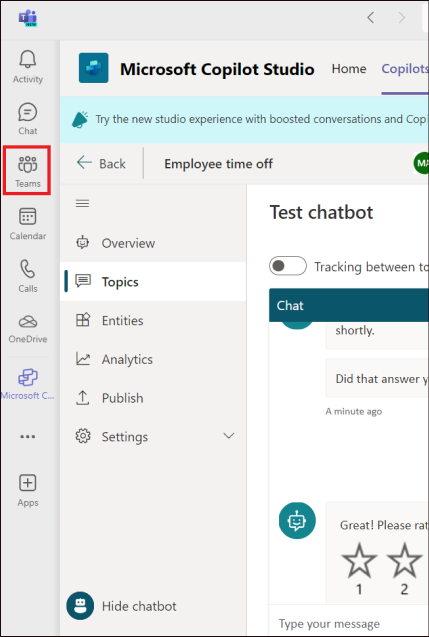 NEW
Activity
Chat
Teams
Calendar
Calls
OneDrive
Microsoft C...
Apps
Microsoft Copilot Studio
Home
Copilots
Try the new studio experience with boosted conversations and Cop
Back
Employee time off
MA
Overview
Topics
Entities
Analytics
Publish
Settings
Hide chatbot
Test chatbot
Tracking between to
Chat
shortly.
Did that answer y
A minute ago
Great! Please rat
1 2
Type your message